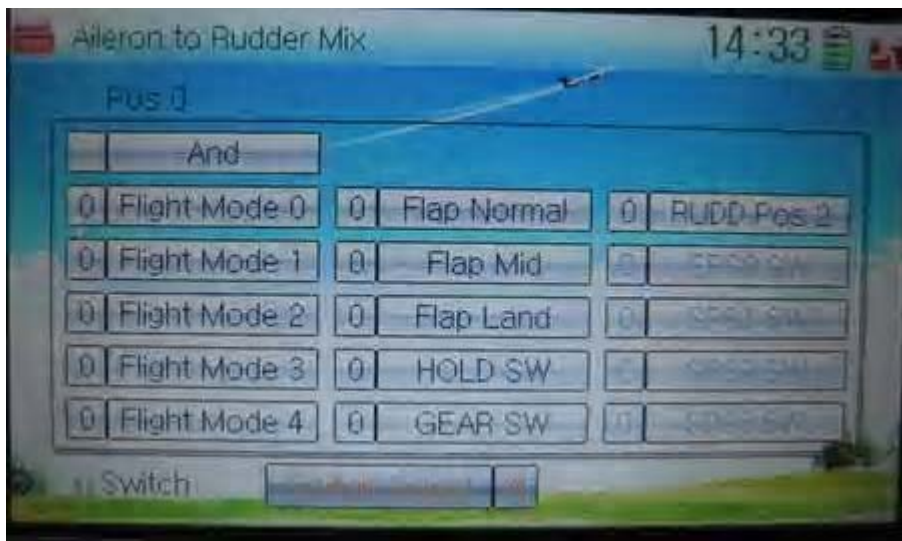 Aileron to Rudder Mix 14:33
Pos 0
And
0 Flight Mode 0 0 Flap Normal 0 RUDD Pos 2
0 Flight Mode 1 0 Flap Mid
0 Flight Mode 2 0 Flap Land
0 Flight Mode 3 0 HOLD SW
0 Flight Mode 4 0 GEAR SW
Switch